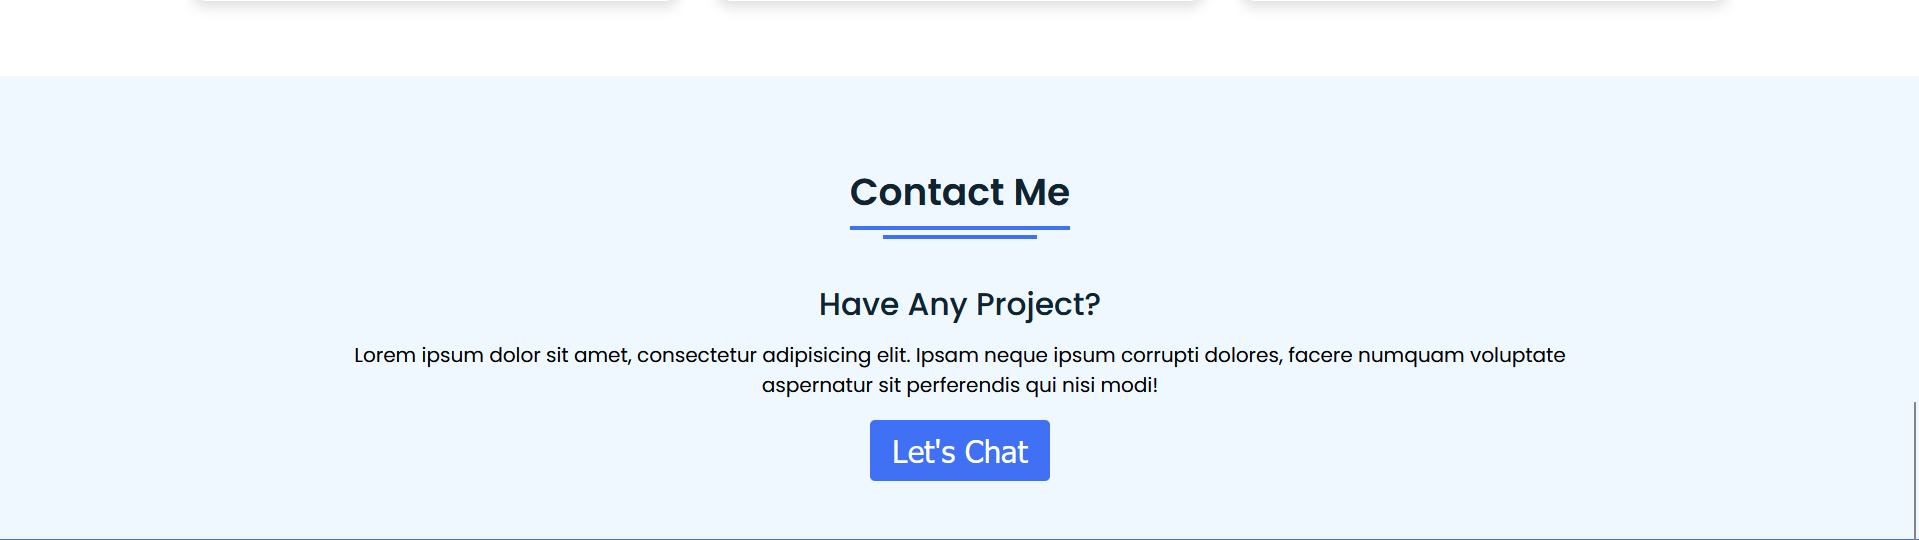 Contact Me
Have Any Project?
Lorem ipsum dolor sit amet, consectetur adipisicing elit. Ipsam neque ipsum corrupti dolores, facere numquam voluptate
aspernatur sit perferendis qui nisi modi!
Let's Chat